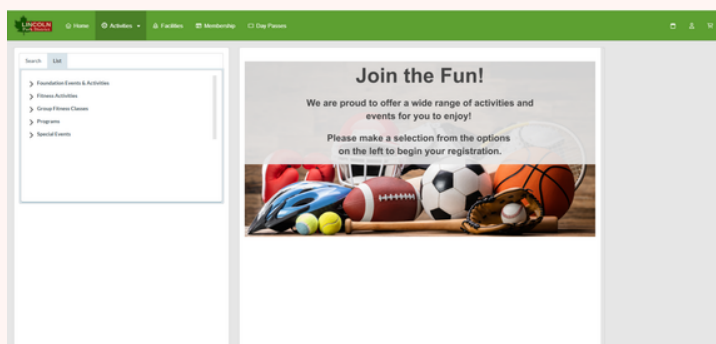 LINCOLN
Park District
Home
Activities
Facilities
Membership
Day Passes
Search
List
Foundation Events & Activities
Fitness Activities
Group Fitness Classes
Programs
Special Events
Join the Fun!
We are proud to offer a wide range of activities and
events for you to enjoy!
Please make a selection from the options
on the left to begin your registration.